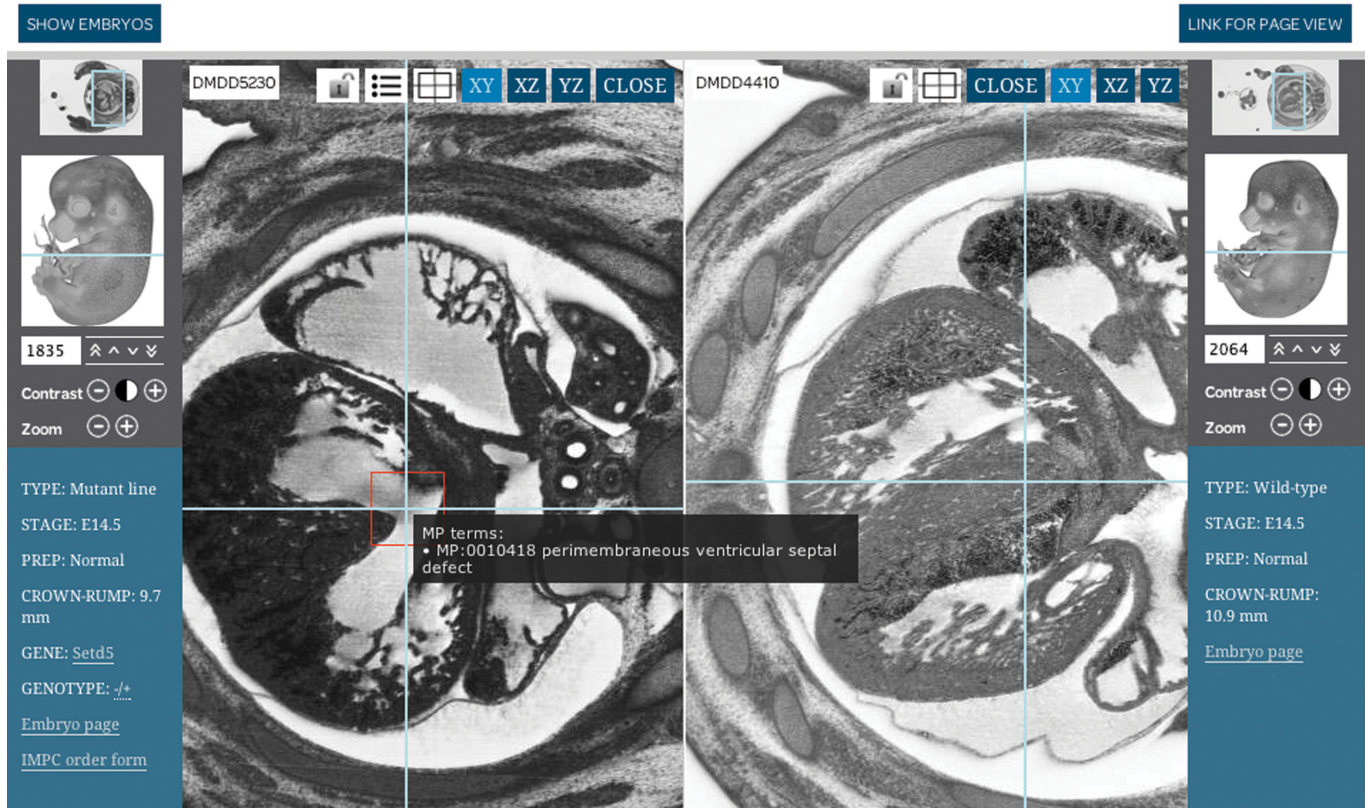 SHOW EMBRYOS
LINK FOR PAGE VIEW
DMDD5230
XY
XZ
YZ
CLOSE
DMDD4410
CLOSE
XY
XZ
YZ
1835
Contrast
Zoom
TYPE: Mutant line
STAGE: E14.5
PREP: Normal
CROWN-RUMP: 9.7
mm
GENE: Setd5
GENOTYPE: -/+
Embryo page
IMPC order form
MP terms:
• MP:0010418 perimembraneous ventricular septal
defect
2064
Contrast
Zoom
TYPE: Wild-type
STAGE: E14.5
PREP: Normal
CROWN-RUMP:
10.9 mm
Embryo page